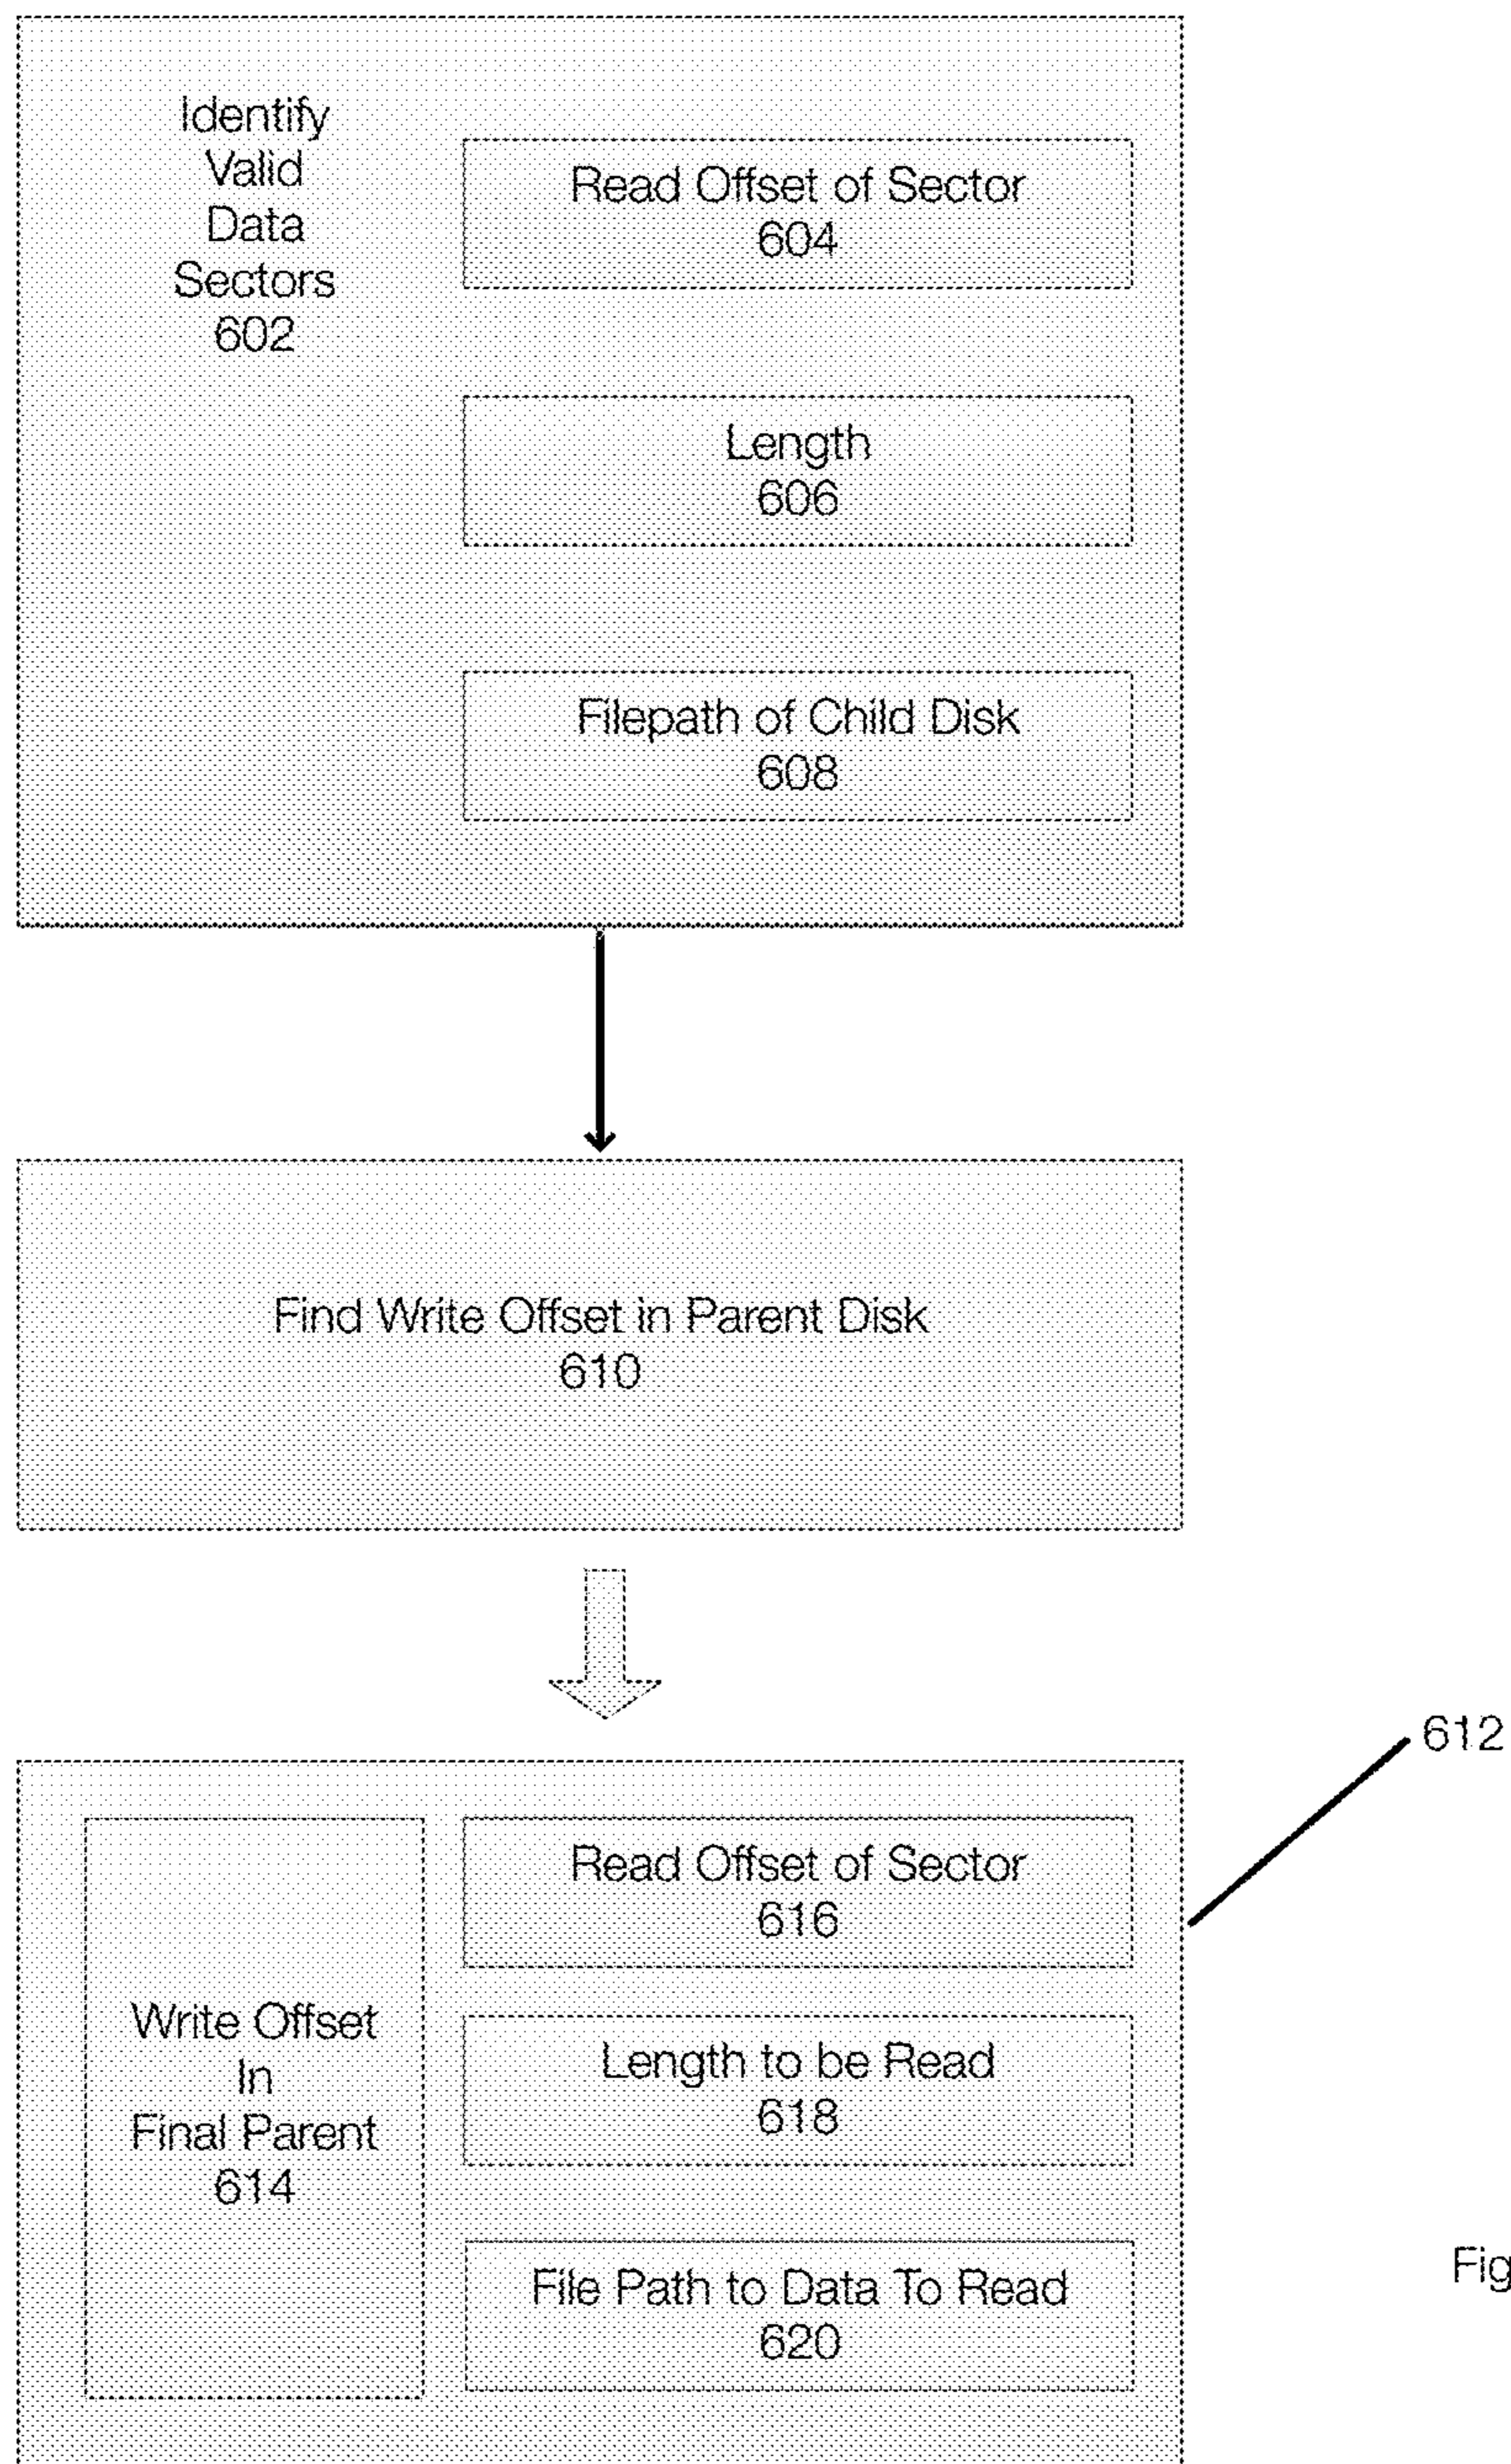 Identify
Valid
Data
Sectors
602
Read Offset of Sector
604
Length
606
Filepath of Child Disk
608
Find Write Offset in Parent Disk
610
612
Write Offset
In
Final Parent
614
Read Offset of Sector
616
Length to be Read
618
File Path to Data To Read
620
Fig